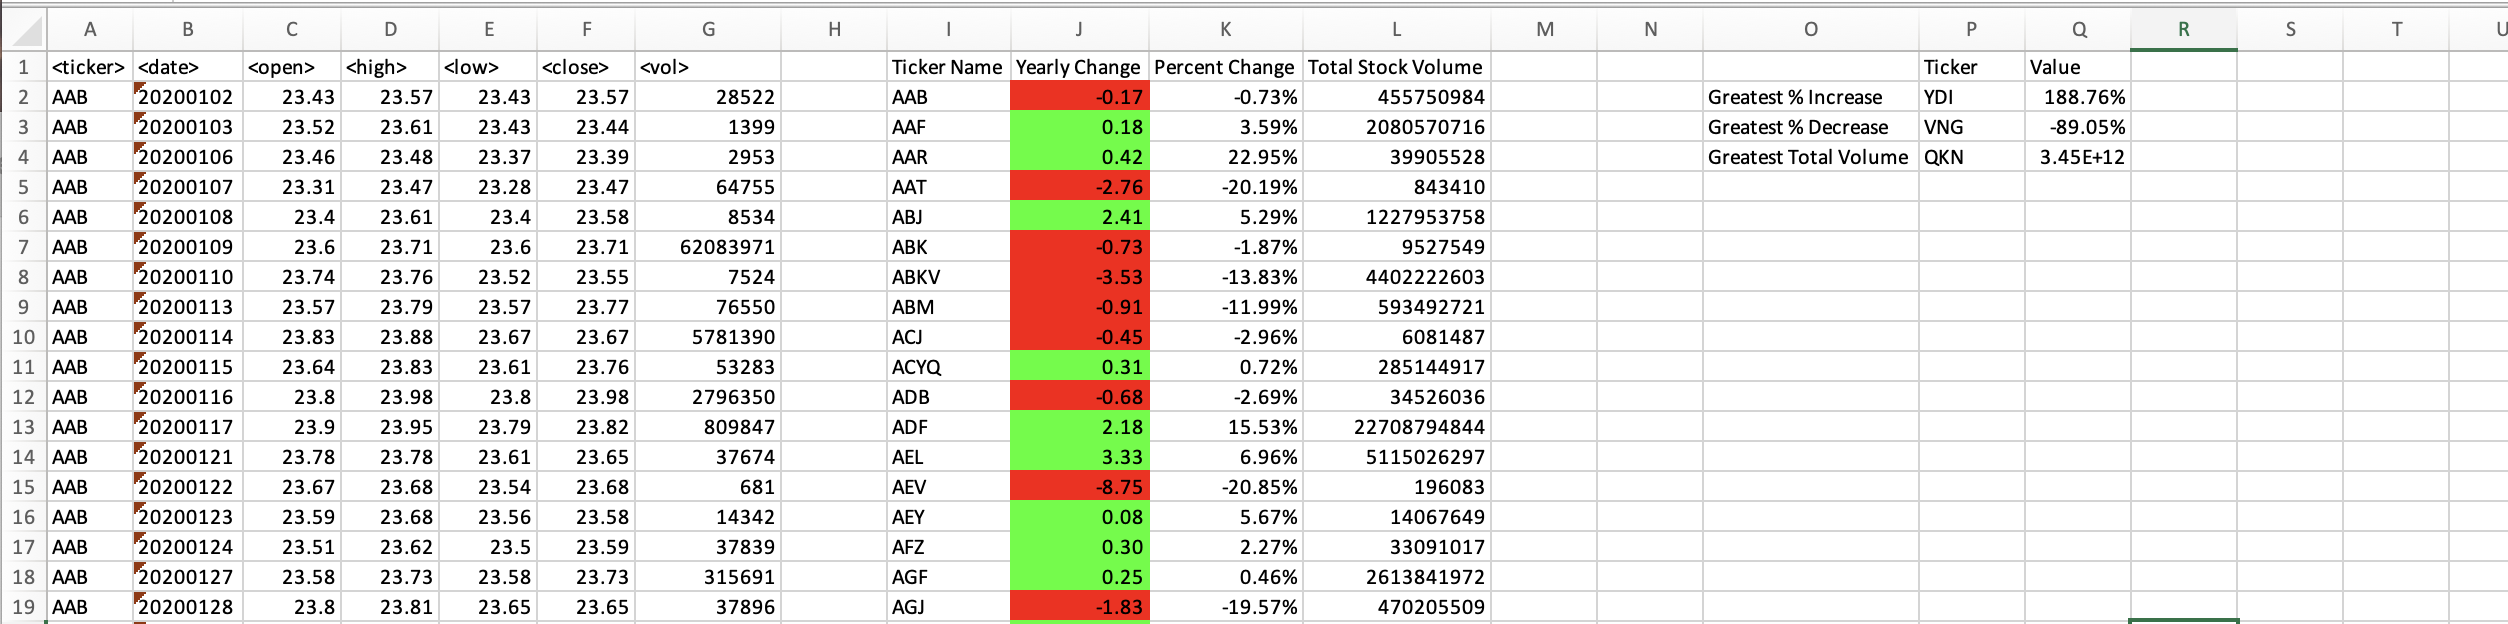 A B C D E F G H I J K L M N O P Q R S T U
1 <ticker> <date> <open> <high> <low> <close> <vol> Ticker Name Yearly Change Percent Change Total Stock Volume Ticker Value
2 AAB 20200102 23.43 23.57 23.43 23.57 28522 AAB -0.17 -0.73% 455750984 Greatest % Increase YDI 188.76%
3 AAB 20200103 23.52 23.61 23.43 23.44 1399 AAF 0.18 3.59% 2080570716 Greatest % Decrease VNG -89.05%
4 AAB 20200106 23.46 23.48 23.37 23.39 2953 AAR 0.42 22.95% 39905528 Greatest Total Volume QKN 3.45E+12
5 AAB 20200107 23.31 23.47 23.28 23.47 64755 AAT -2.76 -20.19% 843410
6 AAB 20200108 23.4 23.61 23.4 23.58 8534 ABJ 2.41 5.29% 1227953758
7 AAB 20200109 23.6 23.71 23.6 23.71 62083971 ABK -0.73 -1.87% 9527549
8 AAB 20200110 23.74 23.76 23.52 23.55 7524 ABKV -3.53 -13.83% 4402222603
9 AAB 20200113 23.57 23.79 23.57 23.77 76550 ABM -0.91 -11.99% 593492721
10 AAB 20200114 23.83 23.88 23.67 23.67 5781390 ACJ -0.45 -2.96% 6081487
11 AAB 20200115 23.64 23.83 23.61 23.76 53283 ACYQ 0.31 0.72% 285144917
12 AAB 20200116 23.8 23.98 23.8 23.98 2796350 ADB -0.68 -2.69% 34526036
13 AAB 20200117 23.9 23.95 23.79 23.82 809847 ADF 2.18 15.53% 22708794844
14 AAB 20200121 23.78 23.78 23.61 23.65 37674 AEL 3.33 6.96% 5115026297
15 AAB 20200122 23.67 23.68 23.54 23.68 681 AEV -8.75 -20.85% 196083
16 AAB 20200123 23.59 23.68 23.56 23.58 14342 AEY 0.08 5.67% 14067649
17 AAB 20200124 23.51 23.62 23.5 23.59 37839 AFZ 0.30 2.27% 33091017
18 AAB 20200127 23.58 23.73 23.58 23.73 315691 AGF 0.25 0.46% 2613841972
19 AAB 20200128 23.8 23.81 23.65 23.65 37896 AGJ -1.83 -19.57% 470205509